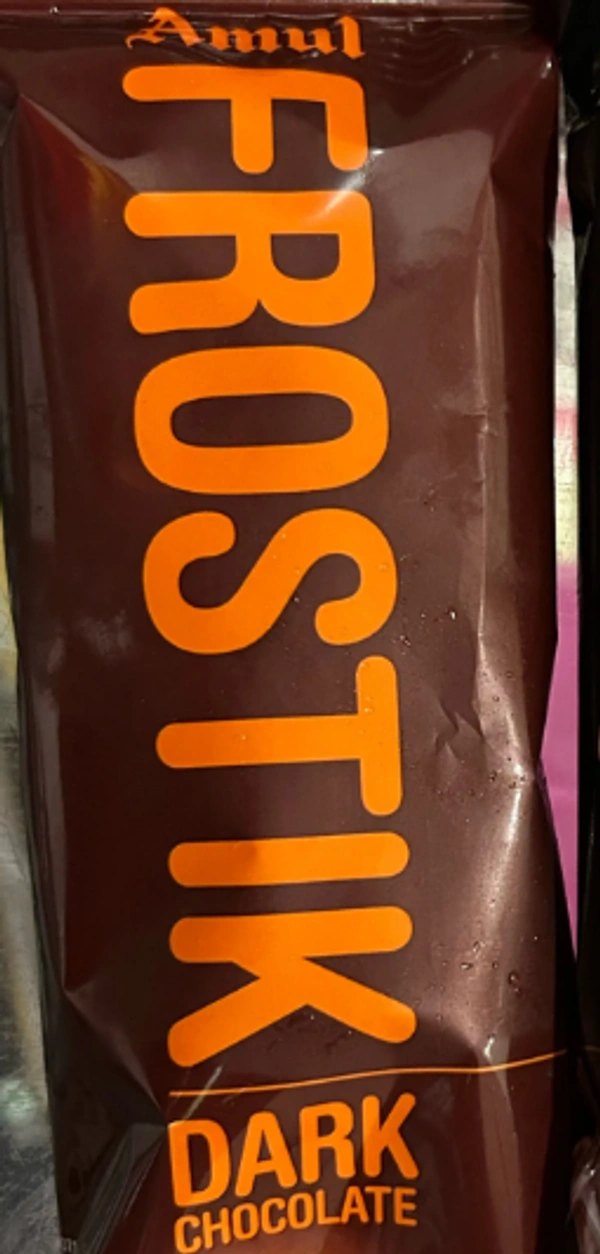 Amul
FROSTIK
DARK
CHOCOLATE